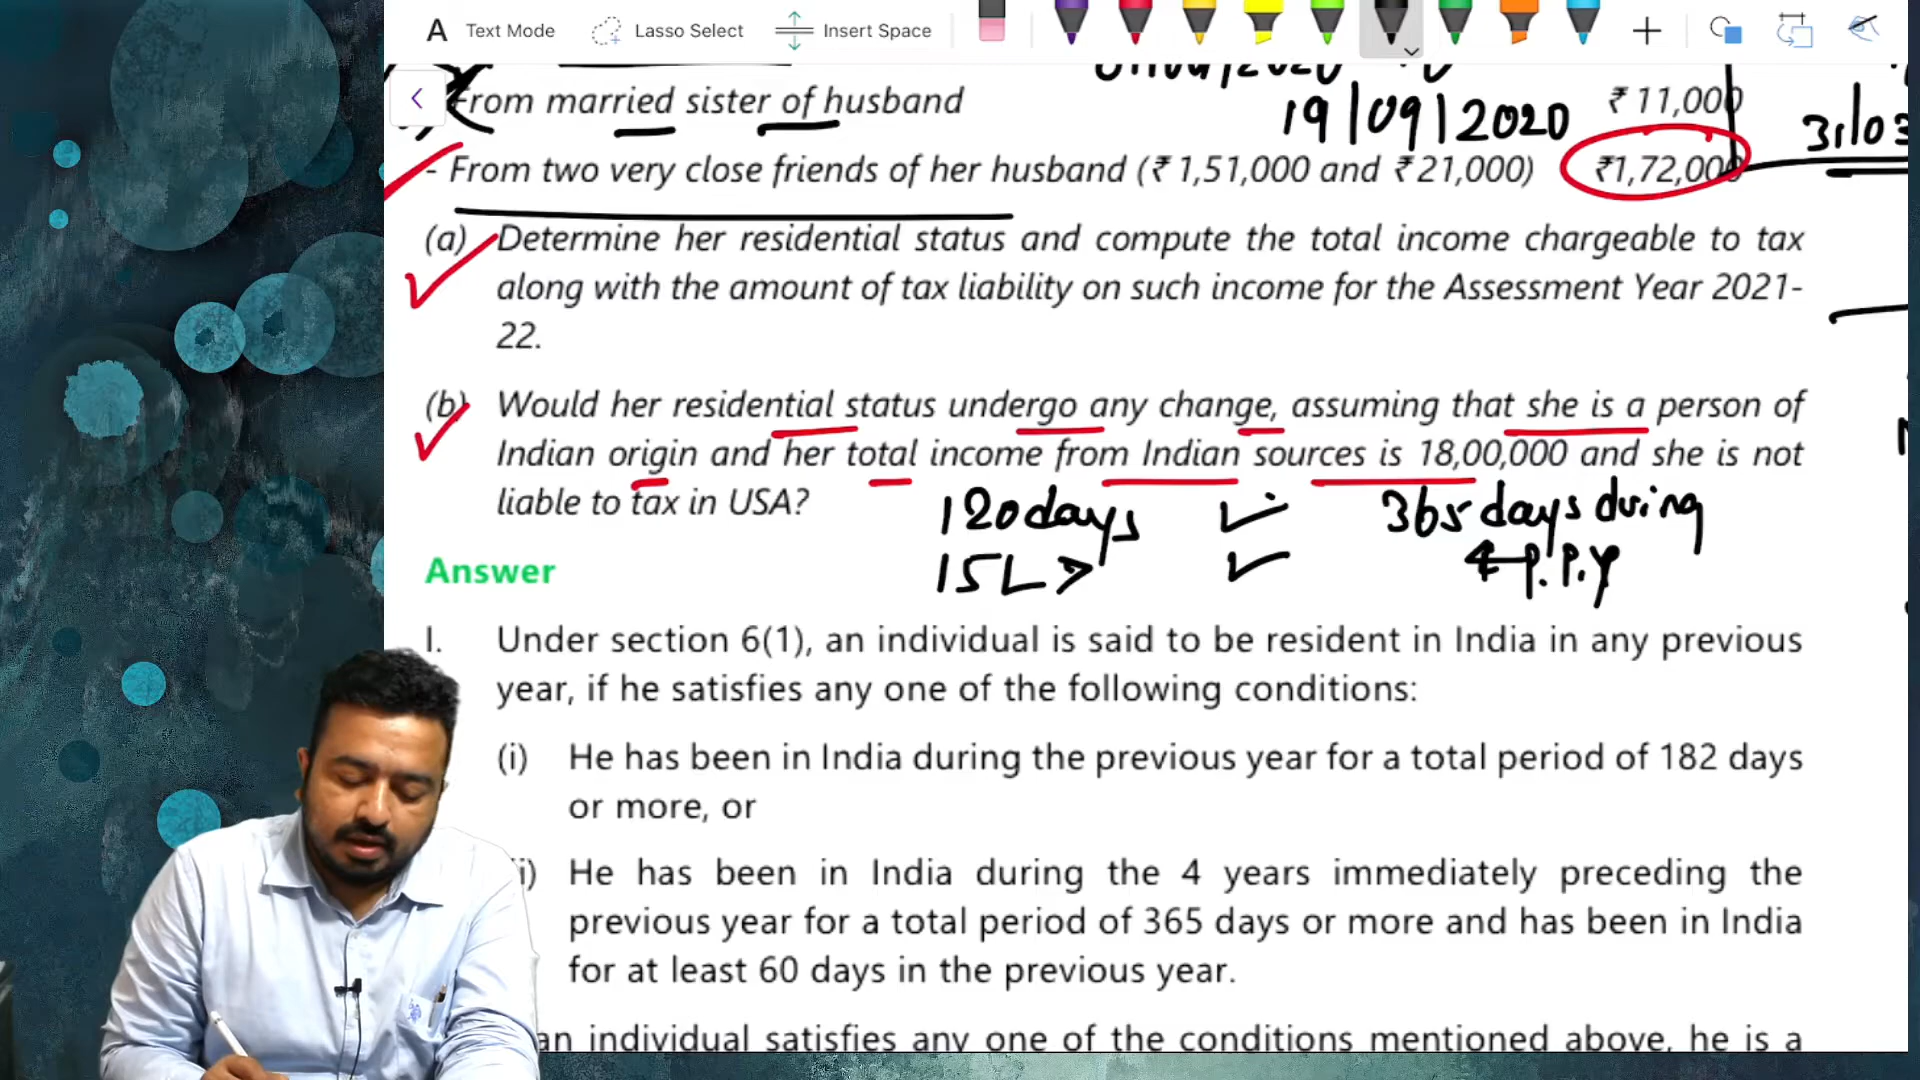 A Text Mode Lasso Select Insert Space
From married sister of husband ₹ 11,000
19/09/2020
31/03
- From two very close friends of her husband (₹ 1,51,000 and ₹ 21,000) ₹1,72,000
(a) Determine her residential status and compute the total income chargeable to tax
along with the amount of tax liability on such income for the Assessment Year 2021-
22.
(b) Would her residential status undergo any change, assuming that she is a person of
Indian origin and her total income from Indian sources is 18,00,000 and she is not
liable to tax in USA?
120 days ✓ 365 days during
15L > ✓ 4 P.P.Y
Answer
I. Under section 6(1), an individual is said to be resident in India in any previous
year, if he satisfies any one of the following conditions:
(i) He has been in India during the previous year for a total period of 182 days
or more, or
i) He has been in India during the 4 years immediately preceding the
previous year for a total period of 365 days or more and has been in India
for at least 60 days in the previous year.
an individual satisfies any one of the conditions mentioned above, he is a